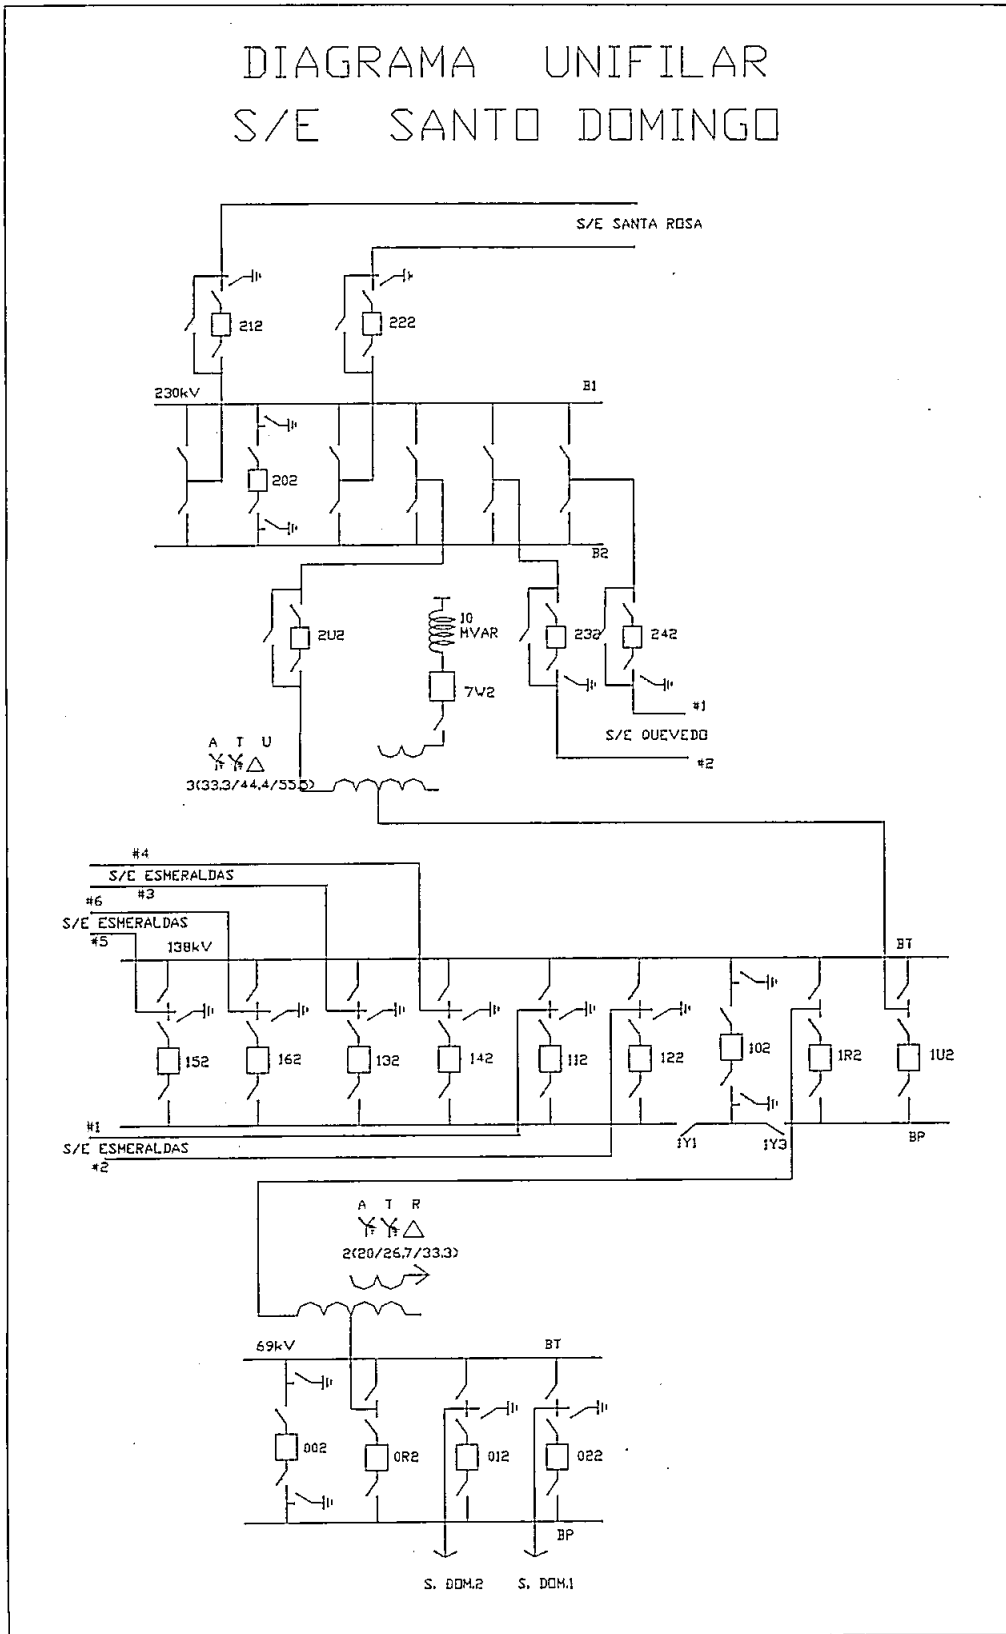 DIAGRAMA UNIFILAR
S/E SANTO DOMINGO
S/E SANTA ROSA
212
222
230kV
B1
202
B2
2U2
10
MVAR
232
242
7W2
#1
S/E QUEVEDO
#2
A T U
3(33.3/44.4/55.5)
#4
S/E ESMERALDAS
#3
#6
S/E ESMERALDAS
#5
138kV
BT
152
162
132
142
112
122
102
1R2
1U2
#1
S/E ESMERALDAS
#2
1Y1
1Y3
BP
A T R
2(20/26.7/33.3)
69kV
BT
002
0R2
012
022
BP
S. DOM.2
S. DOM.1